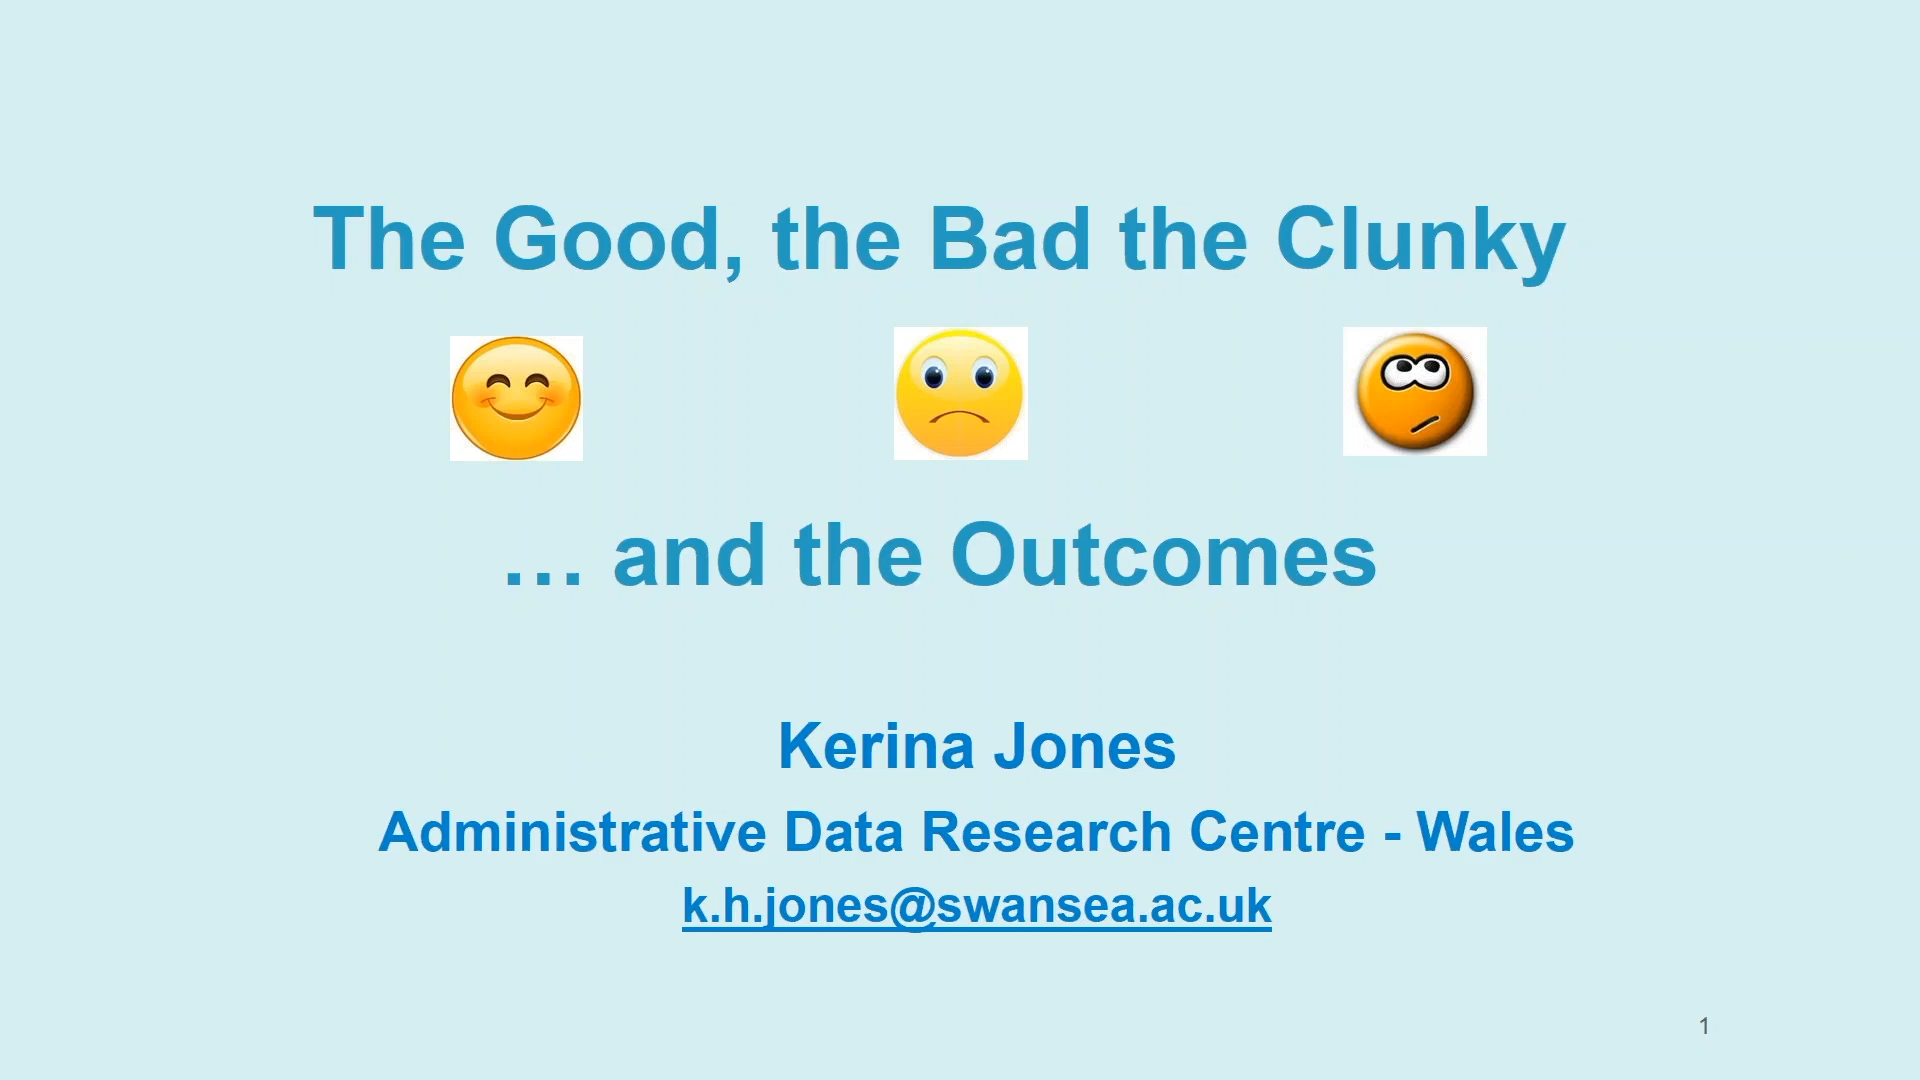 The Good, the Bad the Clunky
… and the Outcomes
Kerina Jones
Administrative Data Research Centre - Wales
k.h.jones@swansea.ac.uk
1